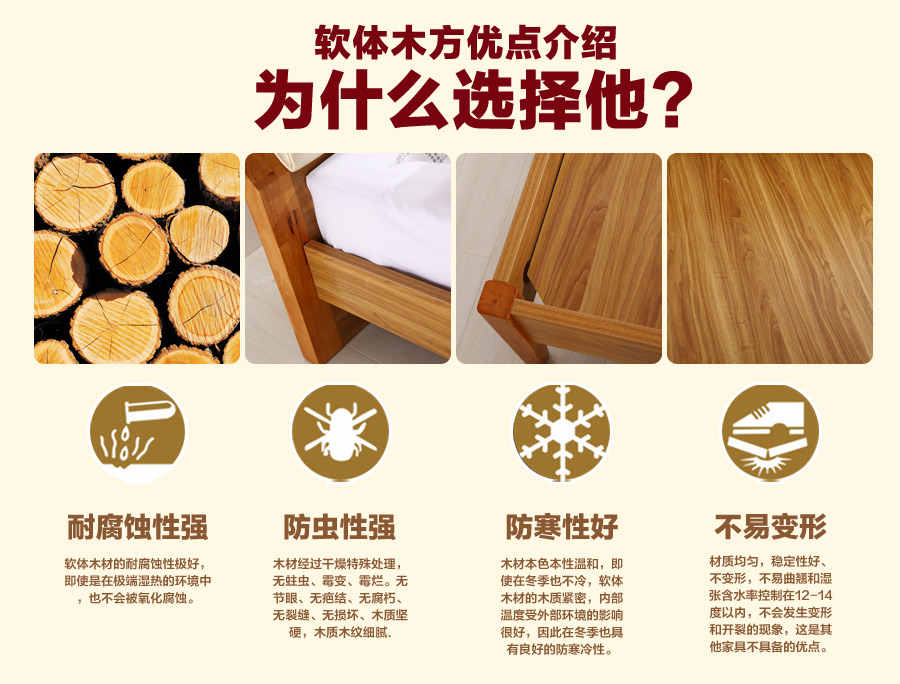 软体木方优点介绍
为什么选择他?
耐腐蚀性强
软体木材的耐腐蚀性极好，
即使是在极端湿热的环境中
，也不会被氧化腐蚀。
防虫性强
木材经过干燥特殊处理，
无蛀虫、霉变、霉烂。无
节眼、无疤结、无腐朽、
无裂缝、无损坏、木质坚
硬，木质木纹细腻.
防寒性好
木材本色本性温和，即
使在冬季也不冷，软体
木材的木质紧密，内部
温度受外部环境的影响
很好，因此在冬季也具
有良好的防寒冷性。
不易变形
材质均匀，稳定性好、
不变形，不易曲翘和湿
张含水率控制在12-14
度以内，不会发生变形
和开裂的现象，这是其
他家具不具备的优点。